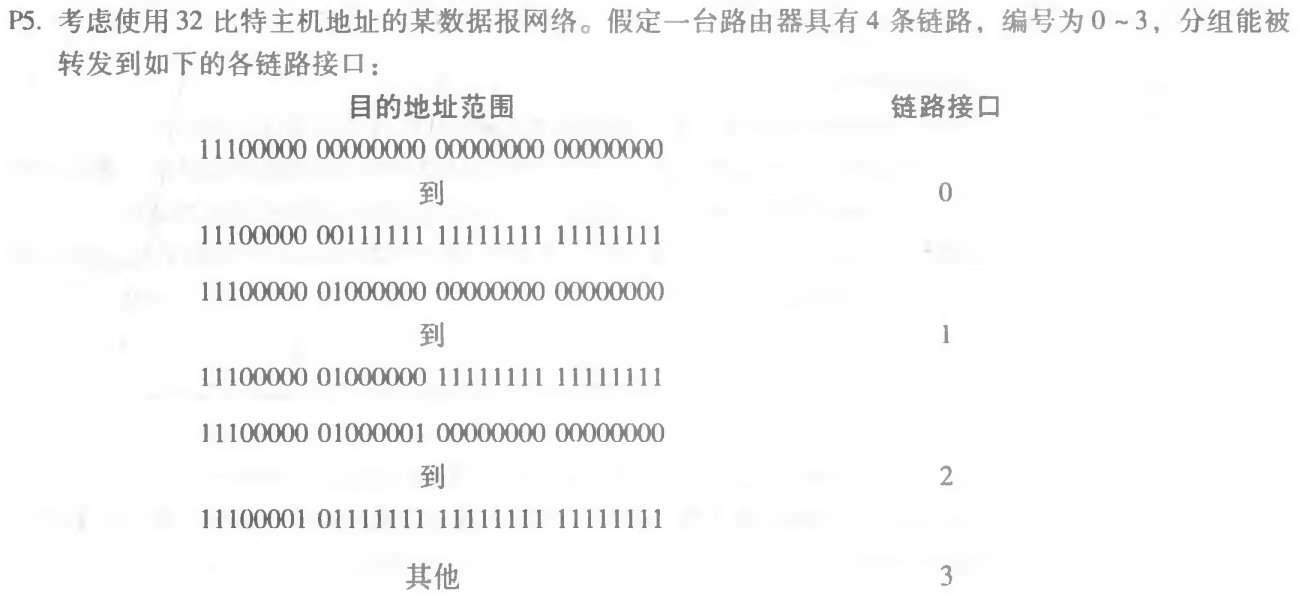 P5. 考虑使用 32 比特主机地址的某数据报网络。假定一台路由器具有 4 条链路，编号为 0 ~ 3，分组能被
转发到如下的各链路接口：
目的地址范围 链路接口
11100000 00000000 00000000 00000000
到 0
11100000 00111111 11111111 11111111
11100000 01000000 00000000 00000000
到 1
11100000 01000000 11111111 11111111
11100000 01000001 00000000 00000000
到 2
11100001 01111111 11111111 11111111
其他 3